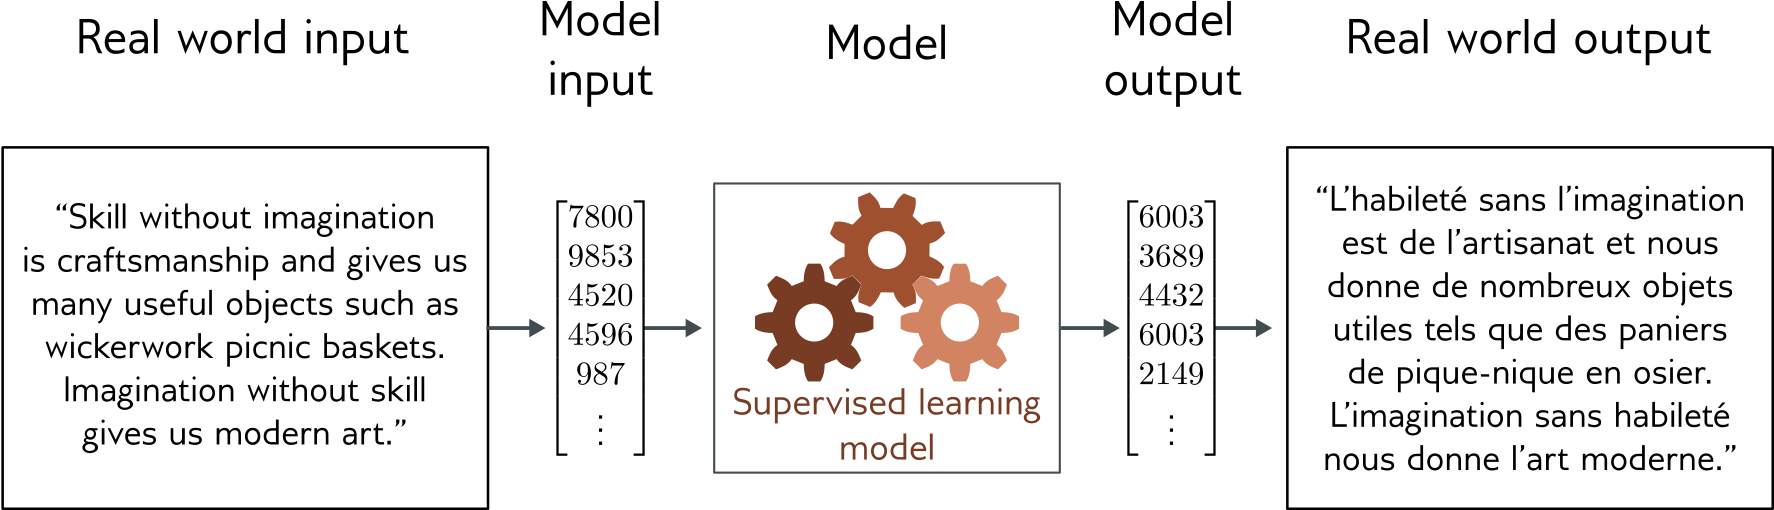 Real world input
Model
input
Model
Model
output
Real world output
“Skill without imagination
is craftsmanship and gives us
many useful objects such as
wickerwork picnic baskets.
Imagination without skill
gives us modern art.”
7800
9853
4520
4596
987
⋮
Supervised learning
model
6003
3689
4432
6003
2149
⋮
“L’habileté sans l’imagination
est de l’artisanat et nous
donne de nombreux objets
utiles tels que des paniers
de pique-nique en osier.
L’imagination sans habileté
nous donne l’art moderne.”